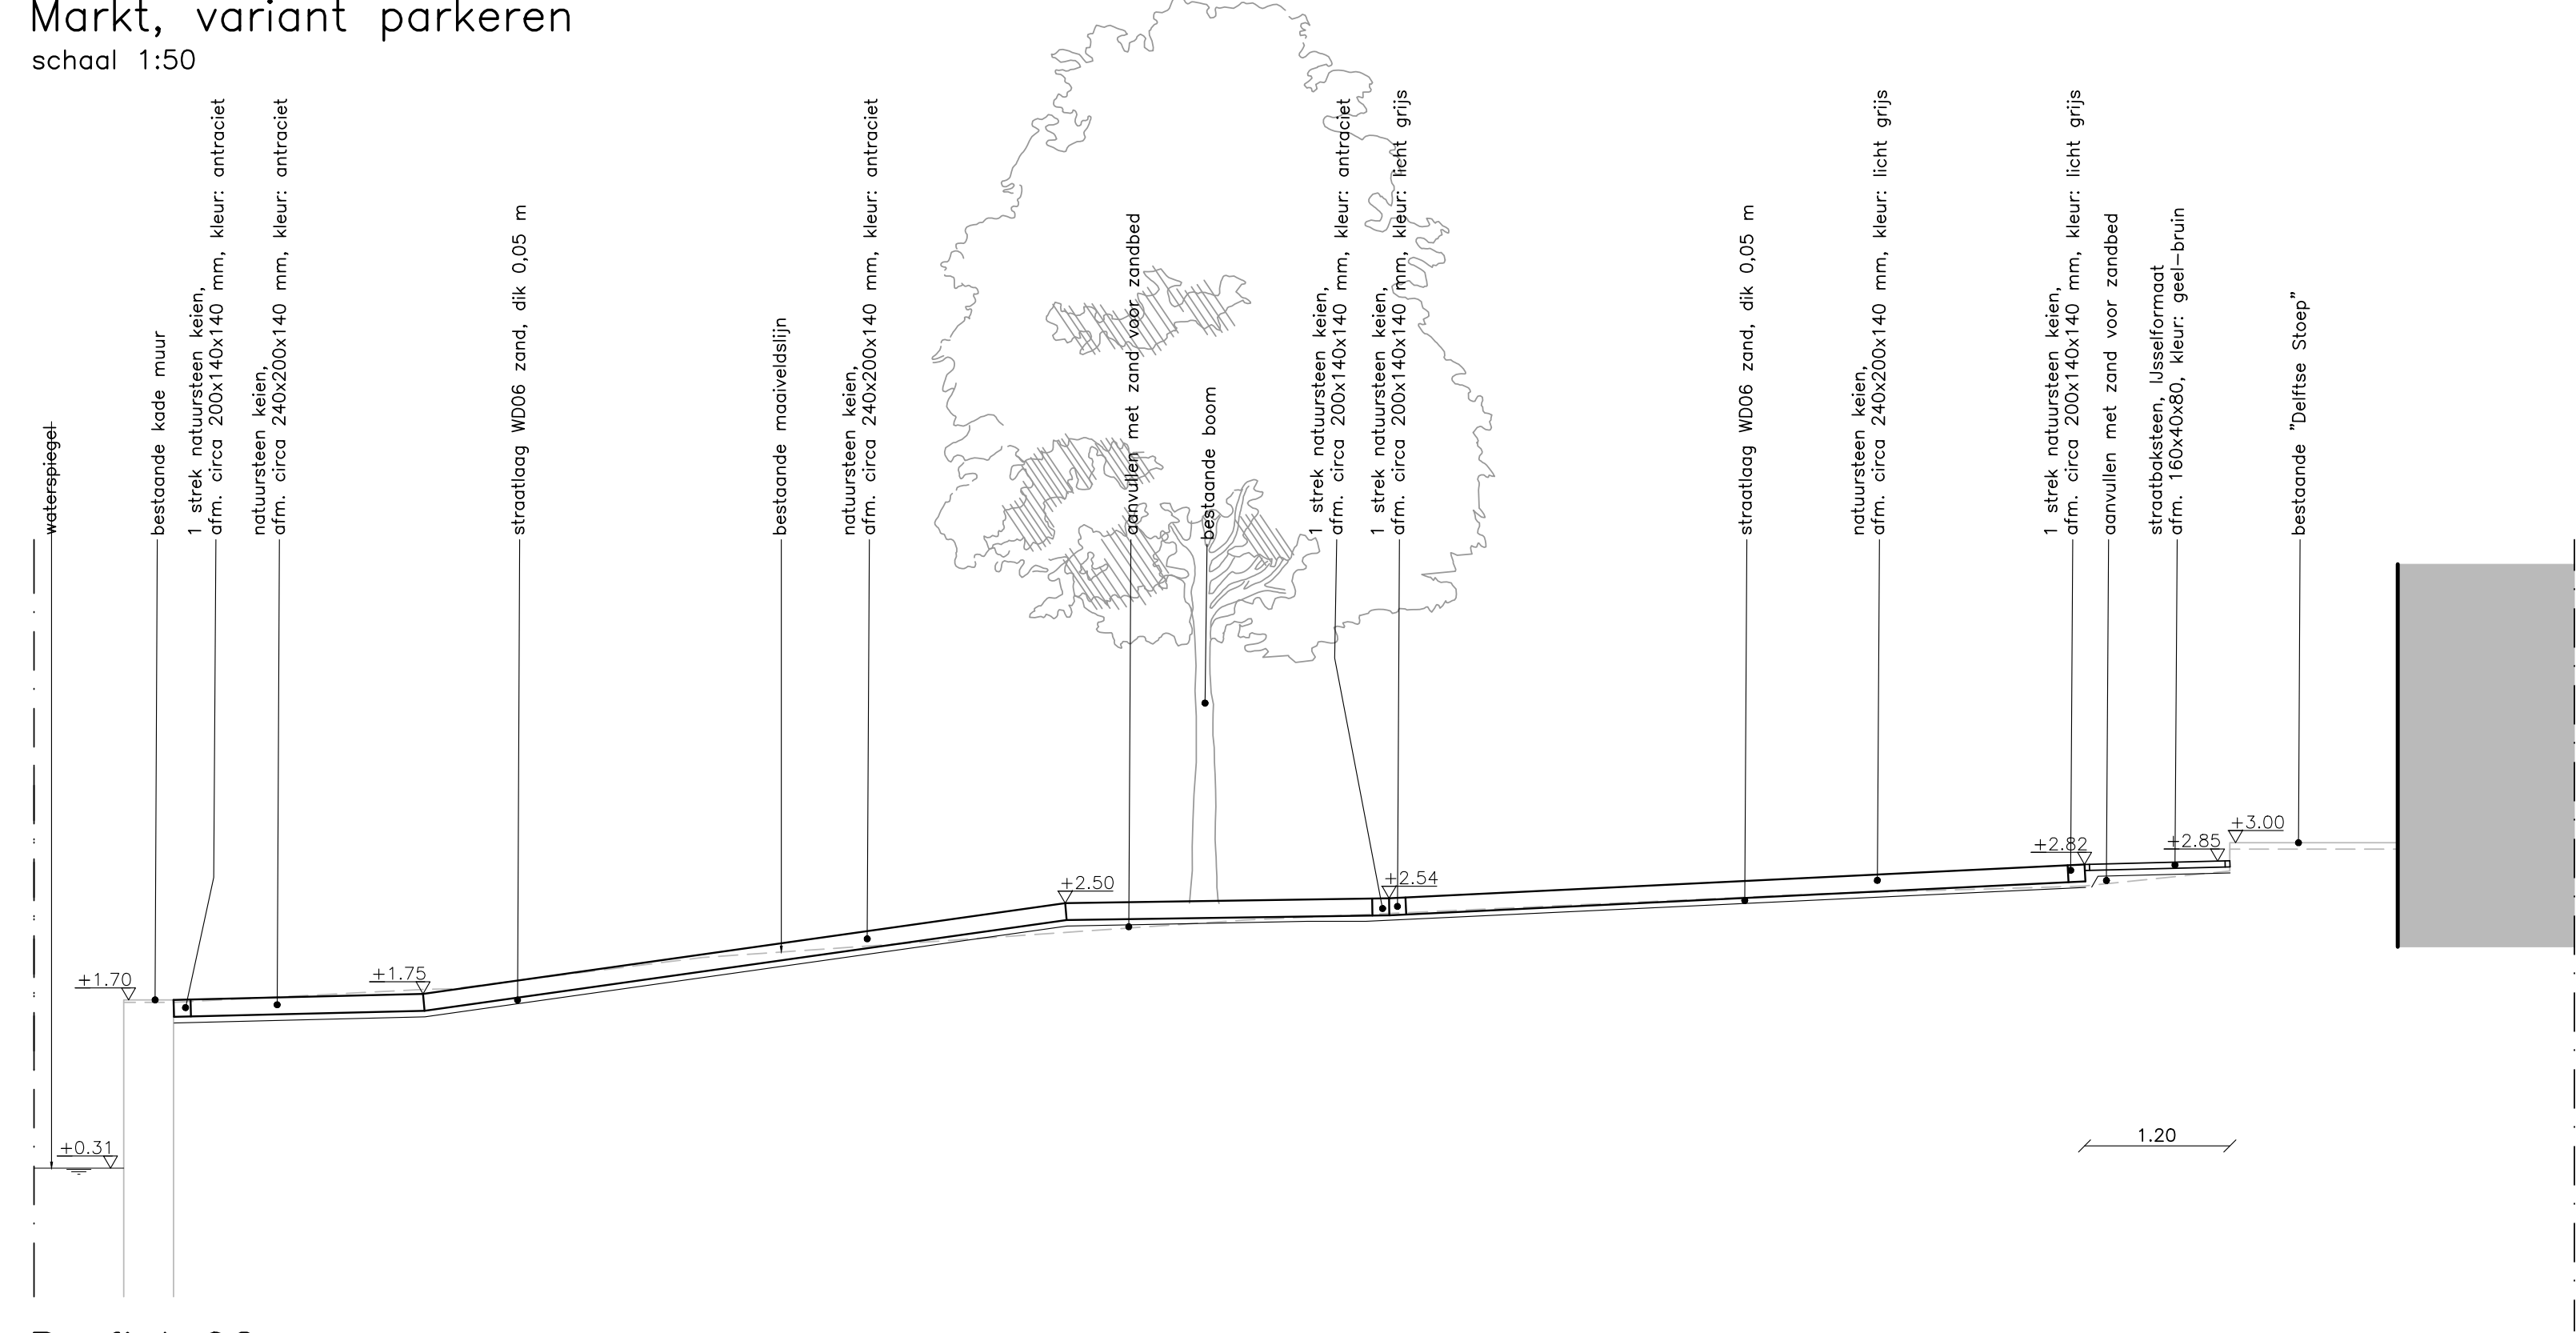 Markt, variant parkeren
schaal 1:50
waterspiegel
bestaande kade muur
1 strek natuursteen keien,
afm. circa 200x140x140 mm, kleur: antraciet
natuursteen keien,
afm. circa 240x200x140 mm, kleur: antraciet
straatlaag WD06 zand, dik 0,05 m
bestaande maaiveldslijn
natuursteen keien,
afm. circa 240x200x140 mm, kleur: antraciet
aanvullen met zand voor zandbed
bestaande boom
1 strek natuursteen keien,
afm. circa 200x140x140 mm, kleur: antraciet
1 strek natuursteen keien,
afm. circa 200x140x140 mm, kleur: licht grijs
straatlaag WD06 zand, dik 0,05 m
natuursteen keien,
afm. circa 240x200x140 mm, kleur: licht grijs
1 strek natuursteen keien,
afm. circa 200x140x140 mm, kleur: licht grijs
aanvullen met zand voor zandbed
straatbaksteen, IJsselformaat
afm. 160x40x80, kleur: geel-bruin
bestaande "Delftse Stoep"
+3.00
+2.82
+2.85
+2.50
+2.54
+1.70
+1.75
+0.31
1.20